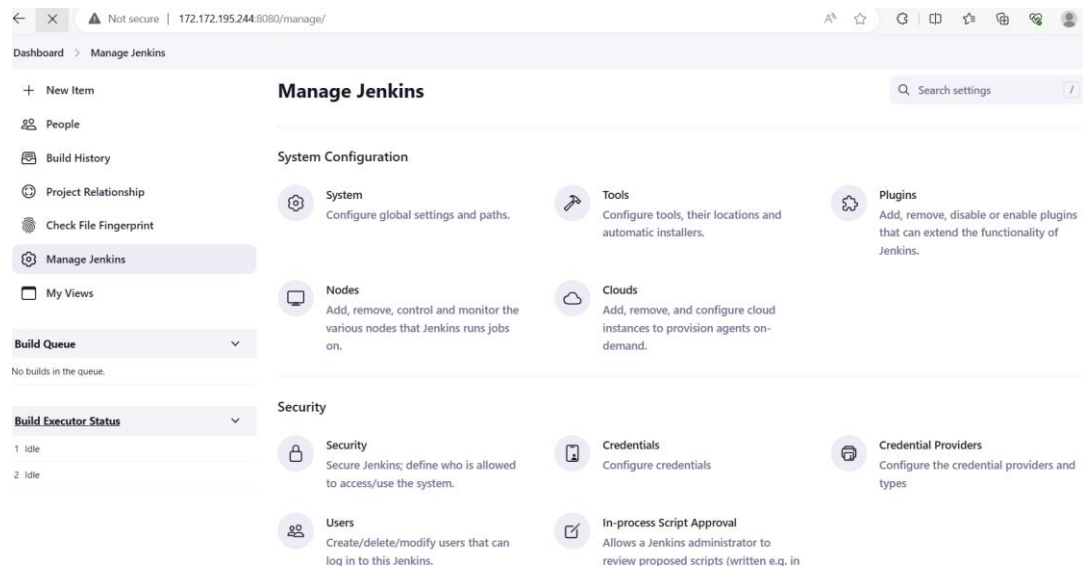 Not secure | 172.172.195.244:8080/manage/
Dashboard > Manage Jenkins
+ New Item
People
Build History
Project Relationship
Check File Fingerprint
Manage Jenkins
My Views
Build Queue
No builds in the queue.
Build Executor Status
1 Idle
2 Idle
Manage Jenkins
Search settings /
System Configuration
System
Configure global settings and paths.
Tools
Configure tools, their locations and
automatic installers.
Plugins
Add, remove, disable or enable plugins
that can extend the functionality of
Jenkins.
Nodes
Add, remove, control and monitor the
various nodes that Jenkins runs jobs
on.
Clouds
Add, remove, and configure cloud
instances to provision agents on-
demand.
Security
Security
Secure Jenkins; define who is allowed
to access/use the system.
Credentials
Configure credentials
Credential Providers
Configure the credential providers and
types
Users
Create/delete/modify users that can
log in to this Jenkins.
In-process Script Approval
Allows a Jenkins administrator to
review proposed scripts (written e.g. in